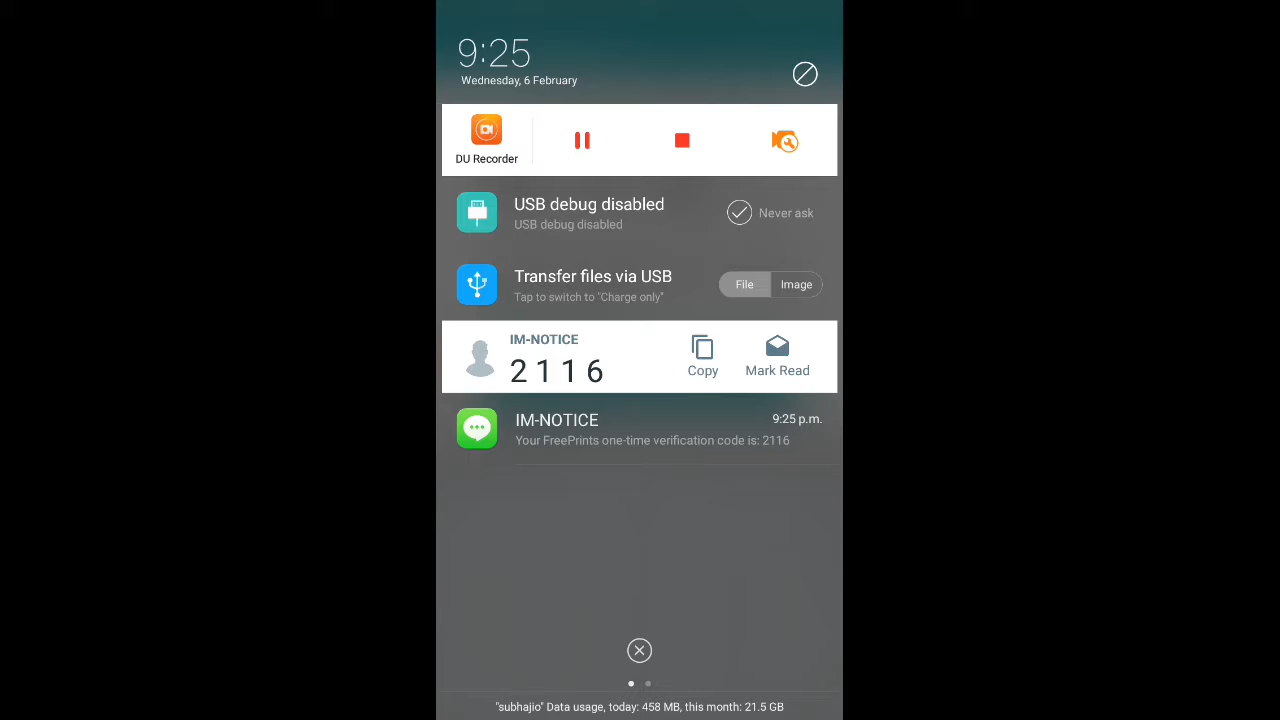 9:25
Wednesday, 6 February
DU Recorder
USB debug disabled
USB debug disabled
Never ask
Transfer files via USB
Tap to switch to "Charge only"
File
Image
IM-NOTICE
2 1 1 6
Copy
Mark Read
IM-NOTICE
9:25 p.m.
Your FreePrints one-time verification code is: 2116
"subhajio" Data usage, today: 458 MB, this month: 21.5 GB